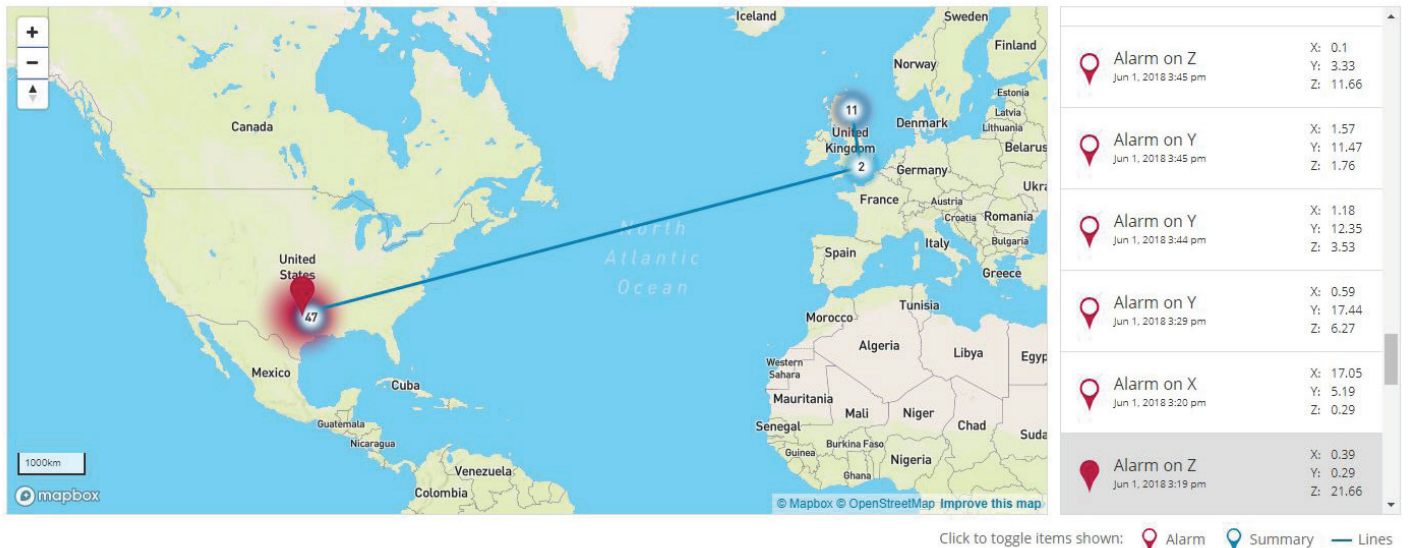 +
−
Iceland
Sweden
Finland
Norway
Canada
11
United
Kingdom
2
Denmark
Estonia
Latvia
Lithuania
Belarus
Germany
Ukra
France
Austria
Croatia
Romania
Bulgaria
Italy
Spain
Greece
North
Atlantic
Ocean
United
States
47
Tunisia
Morocco
Algeria
Libya
Egyp
Western
Sahara
Mexico
Cuba
Mauritania
Mali
Niger
Chad
Suda
Senegal
Guatemala
Nicaragua
Burkina Faso
Guinea
Nigeria
Ghana
Venezuela
Colombia
1000km
mapbox
© Mapbox © OpenStreetMap Improve this map
Alarm on Z
Jun 1, 2018 3:45 pm
X: 0.1
Y: 3.33
Z: 11.66
Alarm on Y
Jun 1, 2018 3:45 pm
X: 1.57
Y: 11.47
Z: 1.76
Alarm on Y
Jun 1, 2018 3:44 pm
X: 1.18
Y: 12.35
Z: 3.53
Alarm on Y
Jun 1, 2018 3:29 pm
X: 0.59
Y: 17.44
Z: 6.27
Alarm on X
Jun 1, 2018 3:20 pm
X: 17.05
Y: 5.19
Z: 0.29
Alarm on Z
Jun 1, 2018 3:19 pm
X: 0.39
Y: 0.29
Z: 21.66
Click to toggle items shown: Alarm Summary Lines